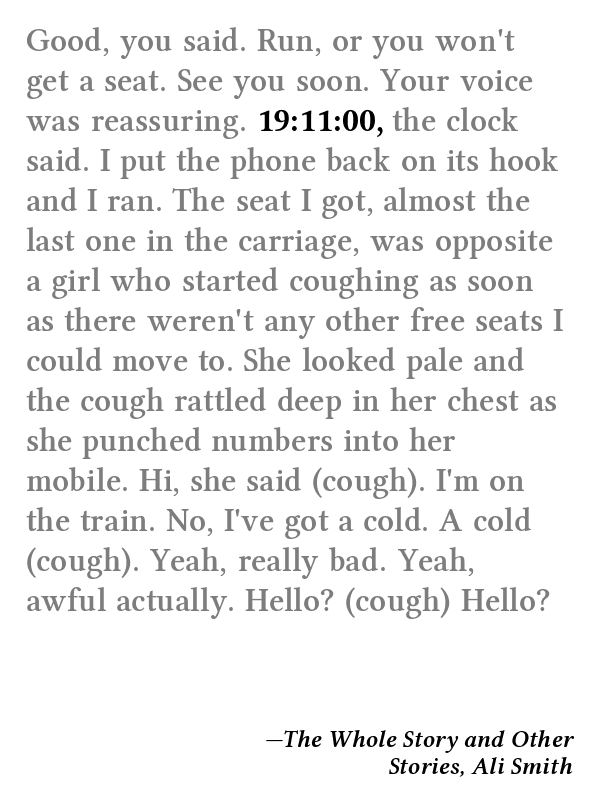 Good, you said. Run, or you won't
get a seat. See you soon. Your voice
was reassuring. 19:11:00, the clock
said. I put the phone back on its hook
and I ran. The seat I got, almost the
last one in the carriage, was opposite
a girl who started coughing as soon
as there weren't any other free seats I
could move to. She looked pale and
the cough rattled deep in her chest as
she punched numbers into her
mobile. Hi, she said (cough). I'm on
the train. No, I've got a cold. A cold
(cough). Yeah, really bad. Yeah,
awful actually. Hello? (cough) Hello?
—The Whole Story and Other
Stories, Ali Smith